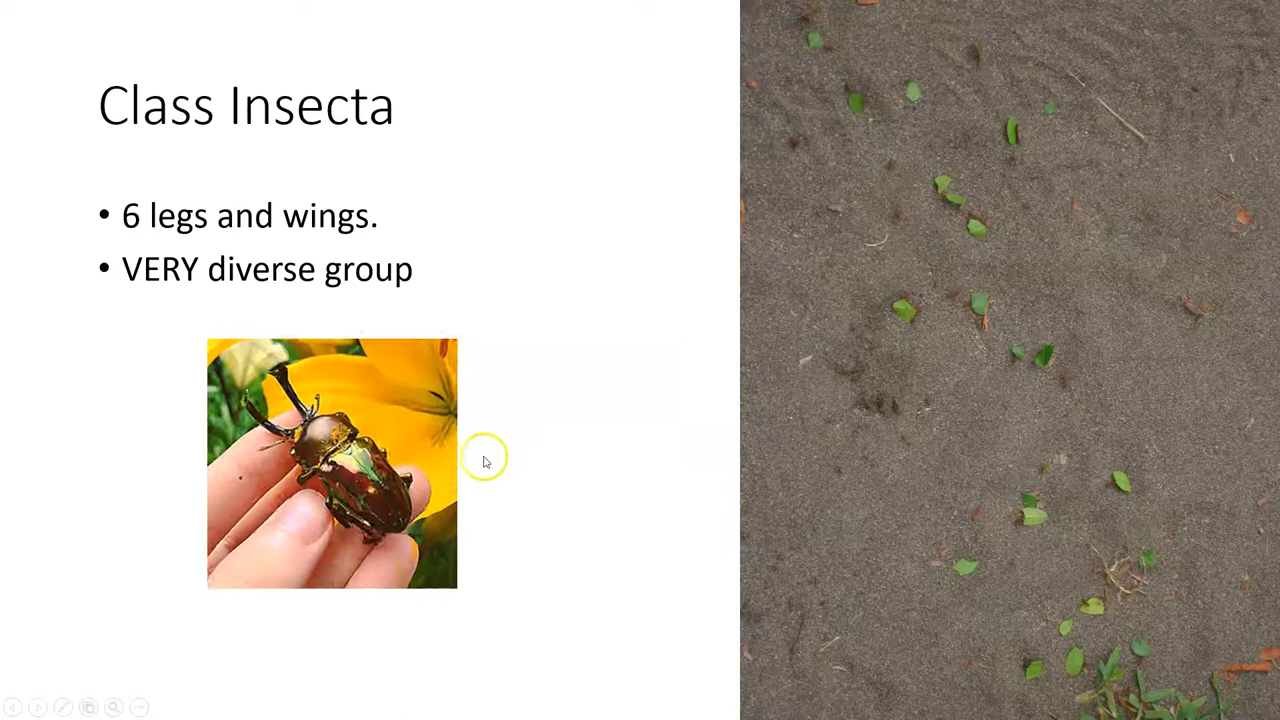 Class Insecta
• 6 legs and wings.
• VERY diverse group